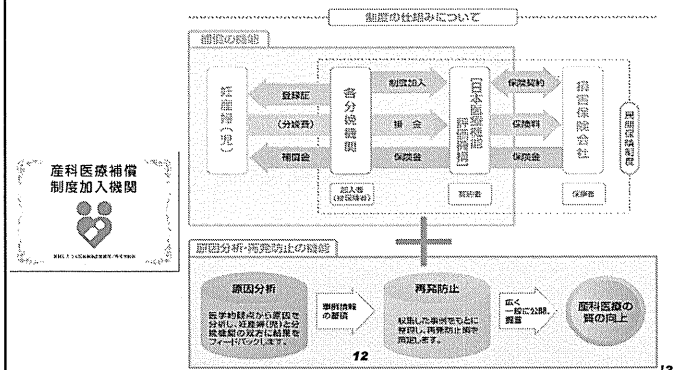 制度の仕組みについて
補償の機能
妊産婦(児)
登録証
(分娩費)
補償金
各分娩機関
加入者
(被保険者)
制度加入
掛 金
保険金
日本医療機能
評価機構
契約者
保険契約
保険料
保険金
損害保険会社
保険者
民間保険制度
産科医療補償
制度加入機関
原因分析・再発防止の機能
原因分析
医学的観点から原因を
分析し、妊産婦(児)と分
娩機関の双方に結果を
フィードバックします。
事例情報
の蓄積
再発防止
収集した事例をもとに
整理し、再発防止策を
策定します。
広く
一般に公開、
提言
産科医療の
質の向上
12